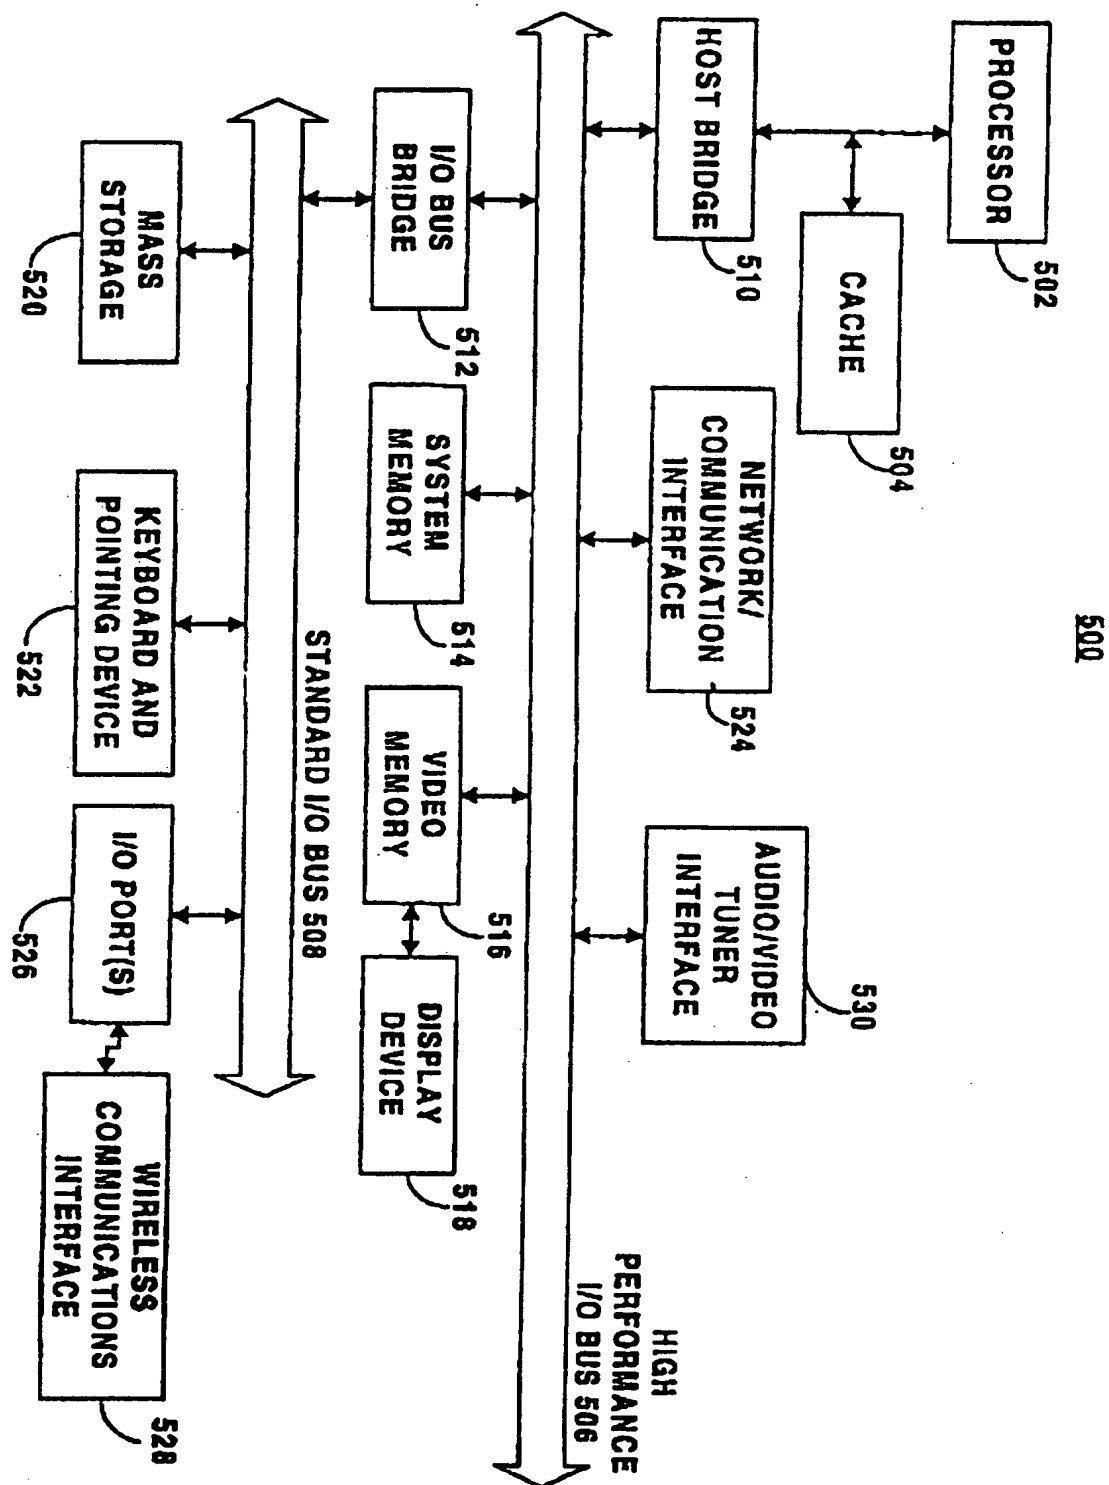 500
PROCESSOR
502
CACHE
504
HOST BRIDGE
510
NETWORK/
COMMUNICATION
INTERFACE
524
AUDIO/VIDEO
TUNER
INTERFACE
530
HIGH
PERFORMANCE
I/O BUS 506
I/O BUS
BRIDGE
512
SYSTEM
MEMORY
514
VIDEO
MEMORY
516
DISPLAY
DEVICE
518
STANDARD I/O BUS 508
MASS
STORAGE
520
KEYBOARD AND
POINTING DEVICE
522
I/O PORT(S)
526
WIRELESS
COMMUNICATIONS
INTERFACE
528